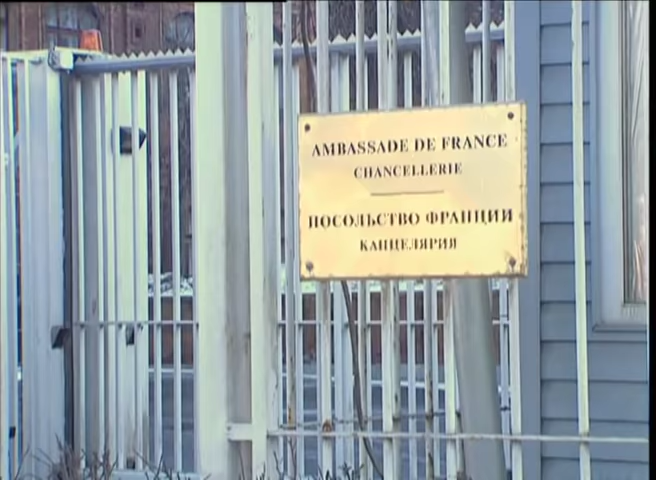 AMBASSADE DE FRANCE
CHANCELLERIE
ПОСОЛЬСТВО ФРАНЦИИ
КАНЦЕЛЯРИЯ